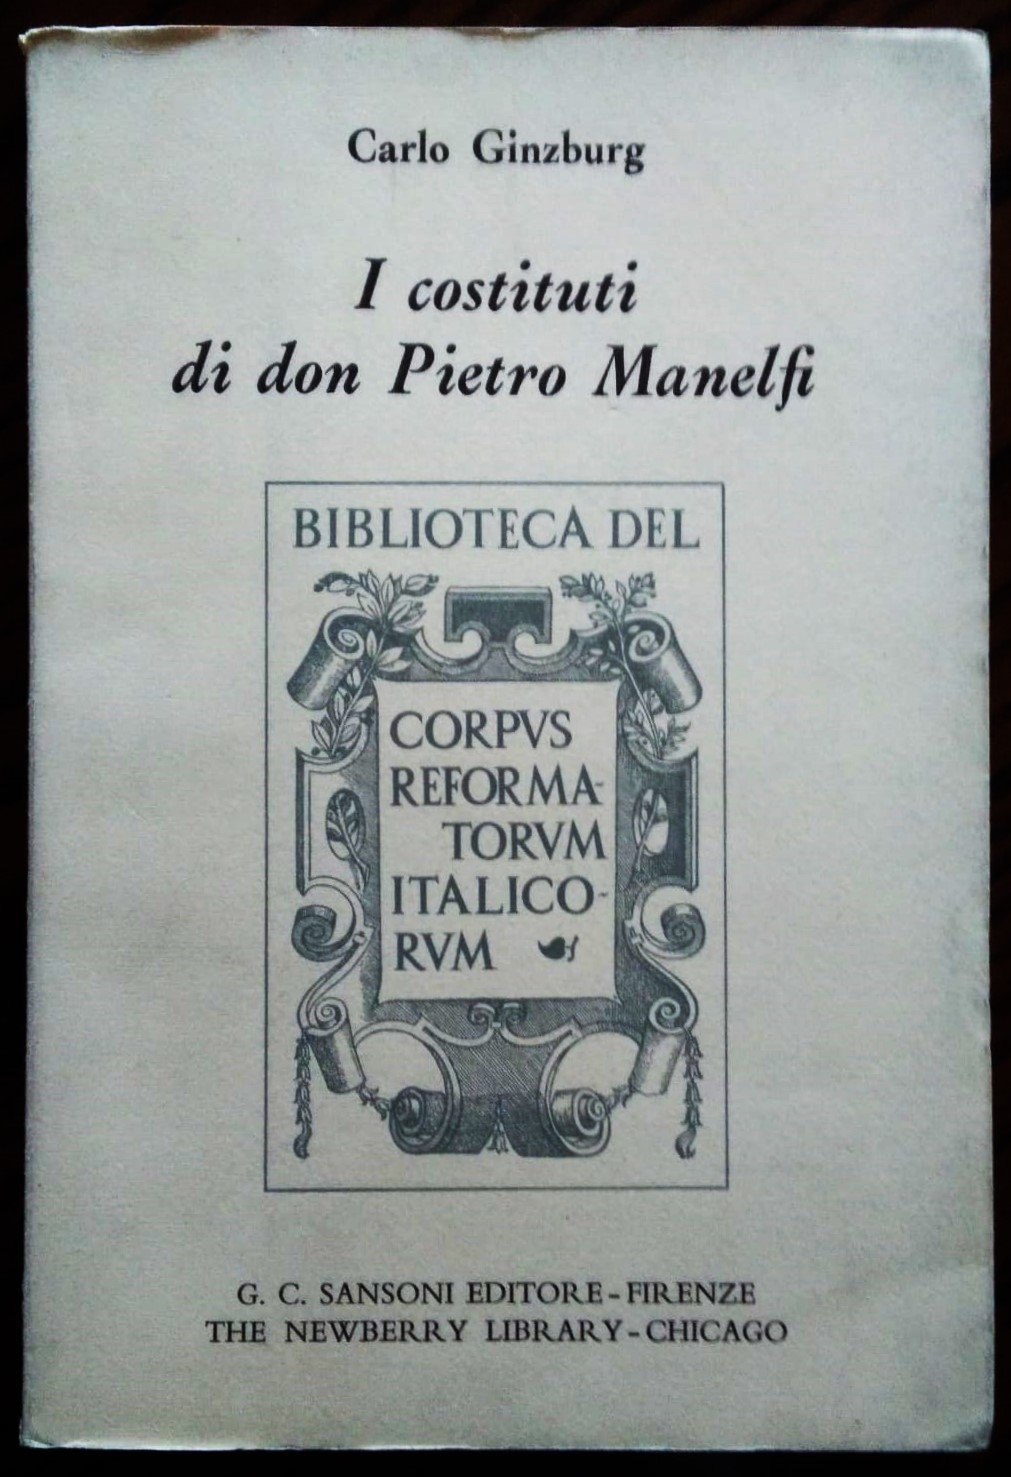 Carlo Ginzburg
I costituti
di don Pietro Manelfi
BIBLIOTECA DEL
CORPVS
REFORMA-
TORVM
ITALICO-
RVM
G. C. SANSONI EDITORE - FIRENZE
THE NEWBERRY LIBRARY - CHICAGO